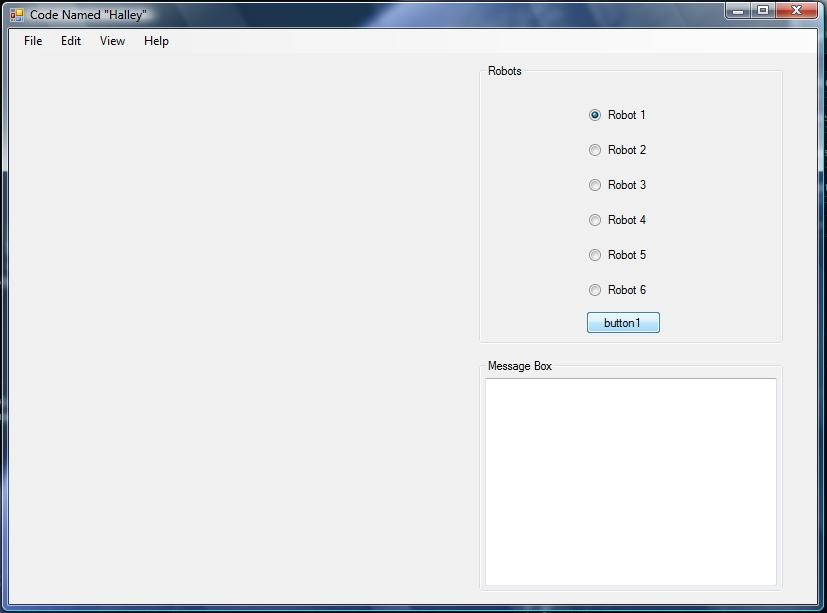 Code Named "Halley"
File Edit View Help
Robots
Robot 1
Robot 2
Robot 3
Robot 4
Robot 5
Robot 6
button1
Message Box